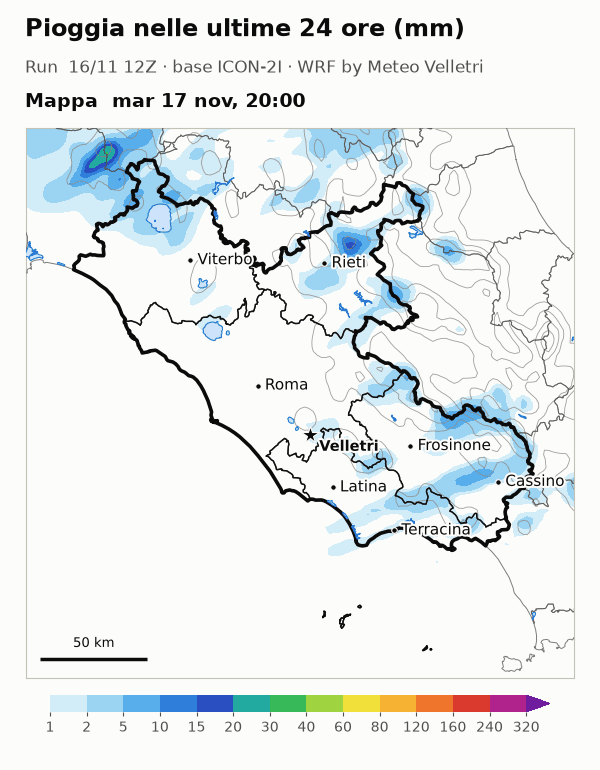 Pioggia nelle ultime 24 ore (mm)
Run 16/11 12Z · base ICON-2I · WRF by Meteo Velletri
Mappa mar 17 nov, 20:00
Viterbo
Rieti
Roma
Velletri
Frosinone
Latina
Cassino
Terracina
50 km
1 2 5 10 15 20 30 40 60 80 120 160 240 320